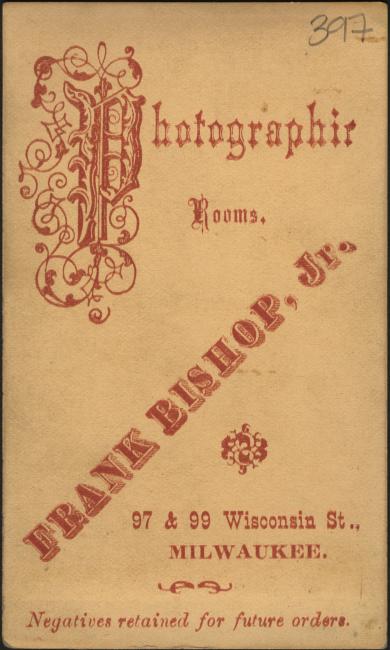 397
Photographic
Rooms.
FRANK BISHOP, Jr.
97 & 99 Wisconsin St.,
MILWAUKEE.
Negatives retained for future orders.